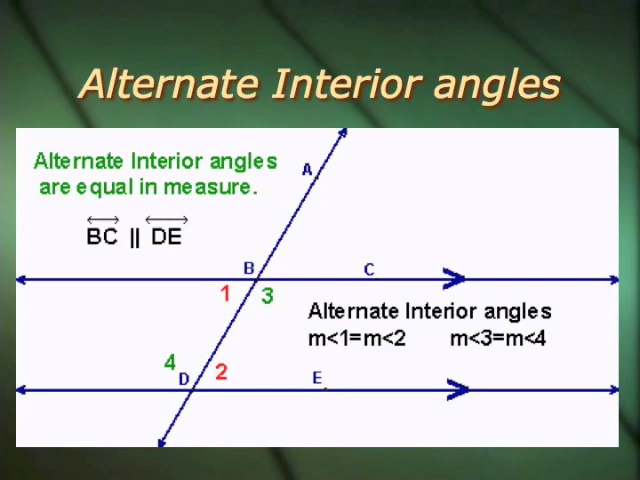 Alternate Interior angles
Alternate Interior angles
are equal in measure.
BC || DE
A
B
C
1
3
Alternate Interior angles
m<1=m<2 m<3=m<4
4
D
2
E